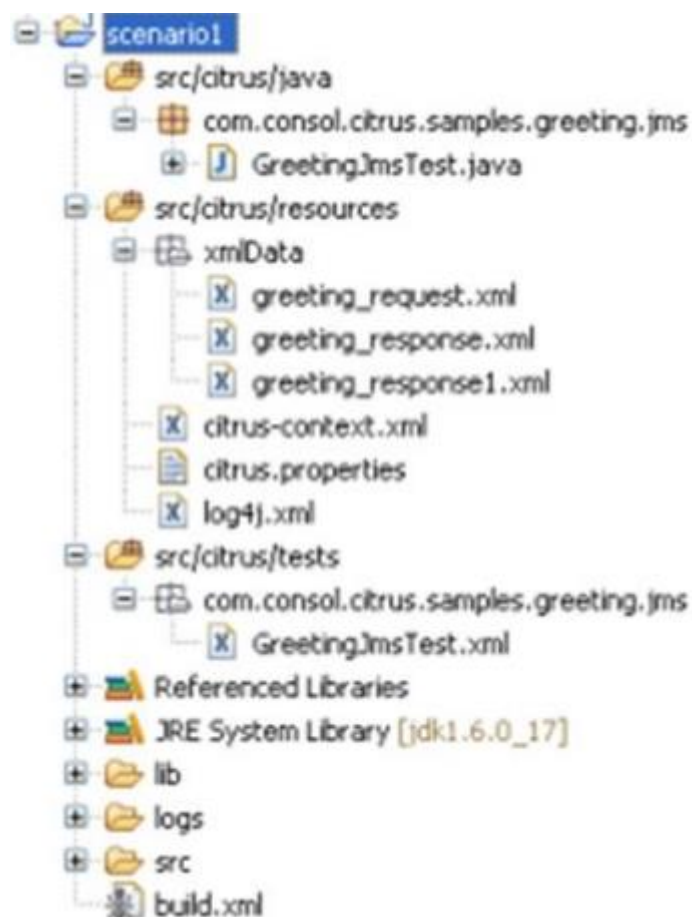 scenario1
src/citrus/java
com.consol.citrus.samples.greeting.jms
GreetingJmsTest.java
src/citrus/resources
xmlData
greeting_request.xml
greeting_response.xml
greeting_response1.xml
citrus-context.xml
citrus.properties
log4j.xml
src/citrus/tests
com.consol.citrus.samples.greeting.jms
GreetingJmsTest.xml
Referenced Libraries
JRE System Library [jdk1.6.0_17]
lib
logs
src
build.xml